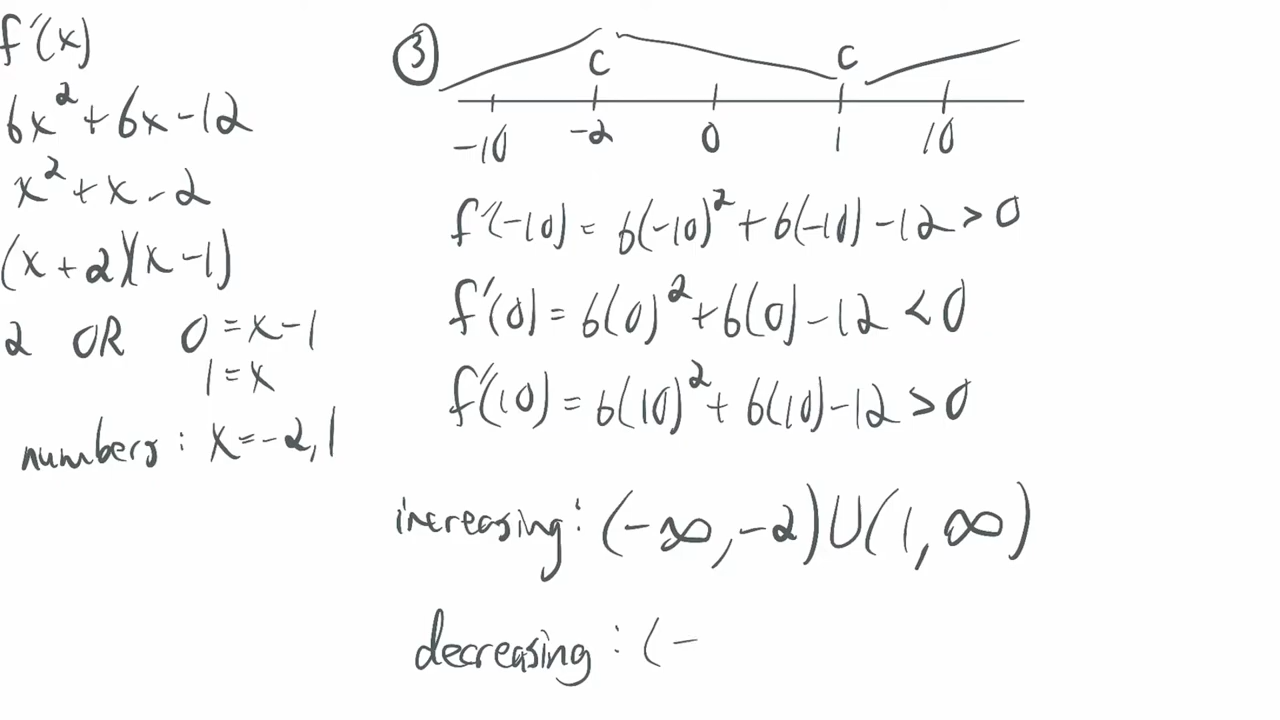 f'(x)
6x² + 6x - 12
x² + x - 2
(x + 2)(x - 1)
2 OR 0 = x - 1
1 = x
numbers: x = -2, 1
③
C C
-10 -2 0 1 10
f'(-10) = 6(-10)² + 6(-10) - 12 > 0
f'(0) = 6(0)² + 6(0) - 12 < 0
f'(10) = 6(10)² + 6(10) - 12 > 0
increasing: (-∞, -2) U (1, ∞)
decreasing: (-